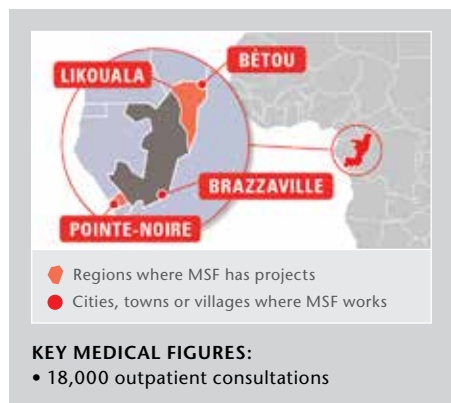 BÉTOU
LIKOUALA
BRAZZAVILLE
POINTE-NOIRE
Regions where MSF has projects
Cities, towns or villages where MSF works
KEY MEDICAL FIGURES:
• 18,000 outpatient consultations